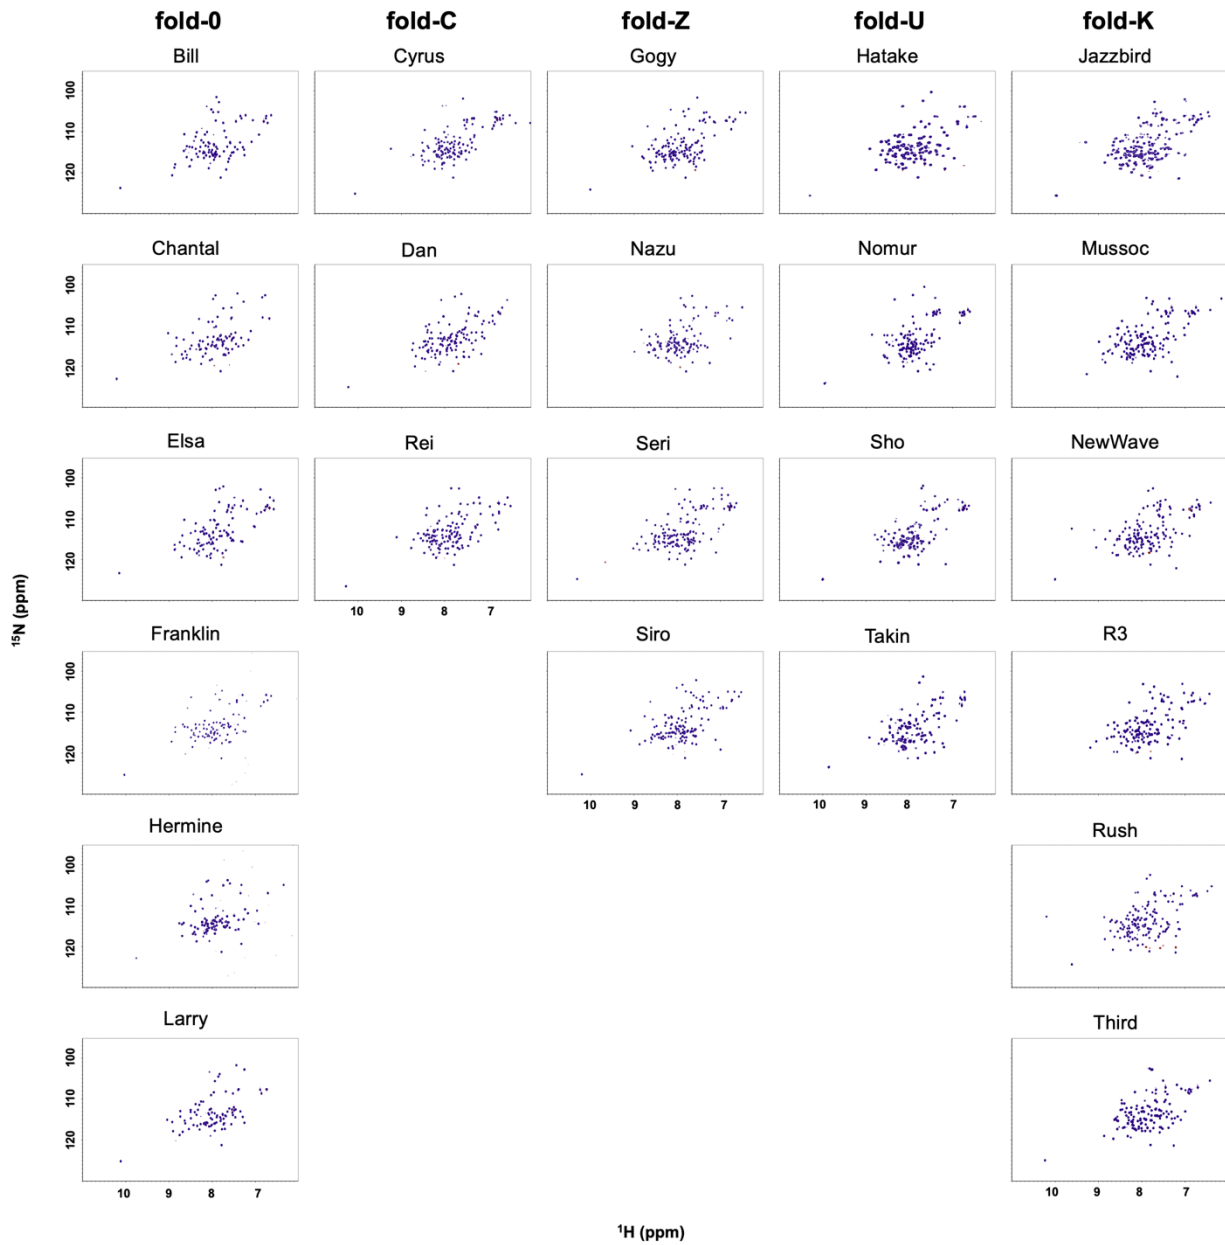 fold-0 fold-C fold-Z fold-U fold-K
Bill Cyrus Gogy Hatake Jazzbird
100
110
120
Chantal Dan Nazu Nomur Mussoc
100
110
120
Elsa Rei Seri Sho NewWave
100
110
120
10 9 8 7
15N (ppm)
Franklin Siro Takin R3
100
110
120
10 9 8 7 10 9 8 7
Hermine Rush
100
110
120
Larry Third
100
110
120
10 9 8 7 10 9 8 7
1H (ppm)